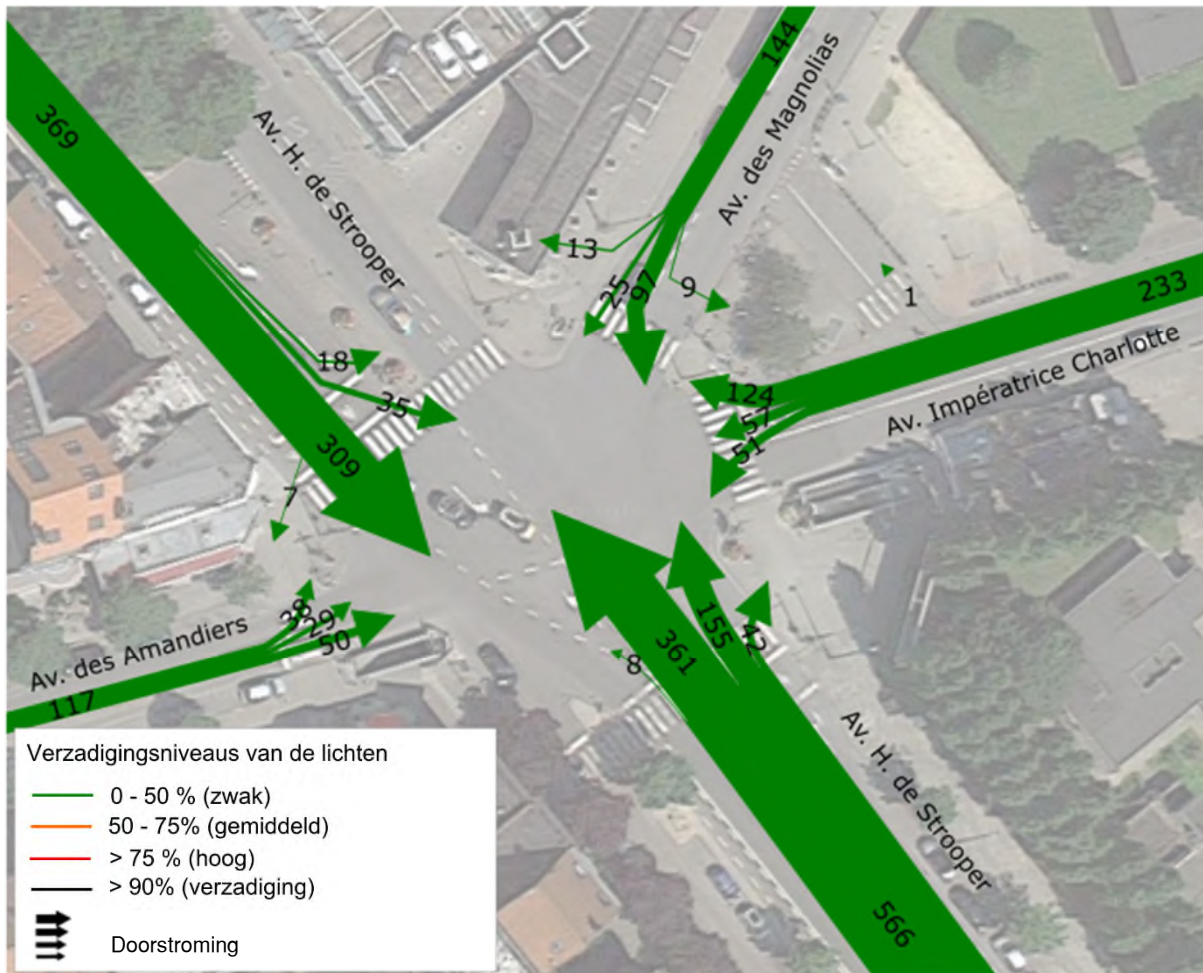 144
369
Av. H. de Strooper
Av. des Magnolias
13
25
97
9
1
233
18
35
124
57
51
Av. Impératrice Charlotte
309
7
38
29
50
Av. des Amandiers
117
8
361
155
42
Av. H. de Strooper
566
Verzadigingsniveaus van de lichten
0 - 50 % (zwak)
50 - 75% (gemiddeld)
> 75 % (hoog)
> 90% (verzadiging)
Doorstroming